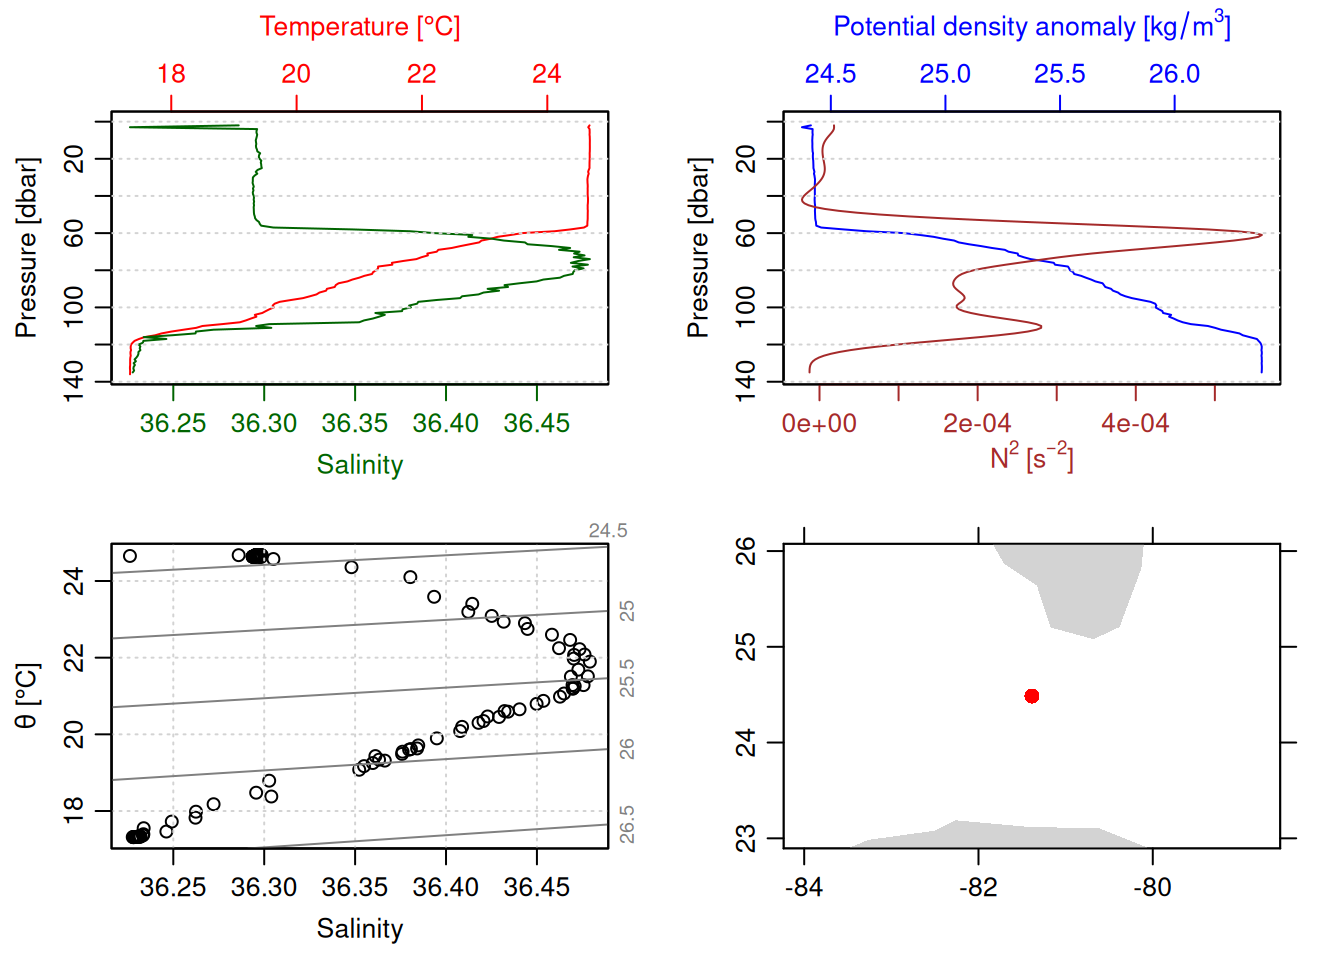 Temperature [°C]
18 20 22 24
Pressure [dbar]
20
60
100
140
36.25 36.30 36.35 36.40 36.45
Salinity
Potential density anomaly [kg/m³]
24.5 25.0 25.5 26.0
Pressure [dbar]
20
60
100
140
0e+00 2e-04 4e-04
N² [s⁻²]
24.5
25
25.5
26
26.5
θ [°C]
24
22
20
18
36.25 36.30 36.35 36.40 36.45
Salinity
26
25
24
23
-84 -82 -80